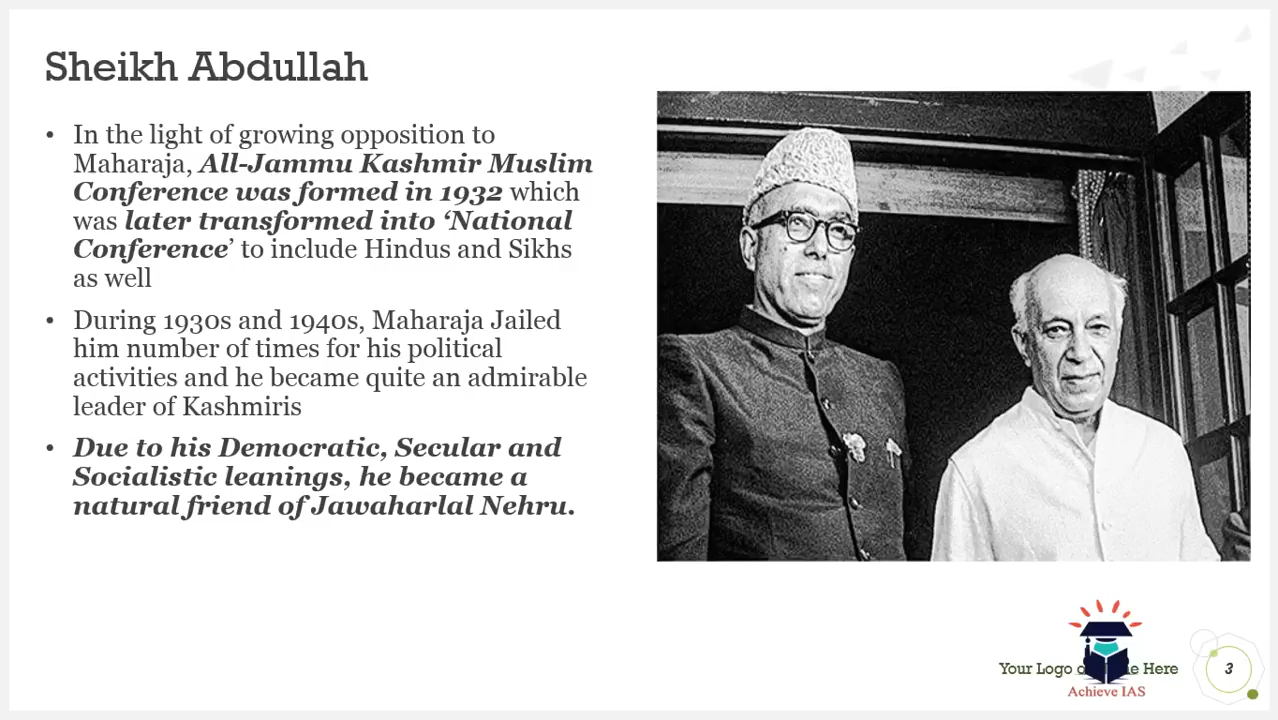 Sheikh Abdullah
• In the light of growing opposition to
Maharaja, All-Jammu Kashmir Muslim
Conference was formed in 1932 which
was later transformed into ‘National
Conference’ to include Hindus and Sikhs
as well
• During 1930s and 1940s, Maharaja Jailed
him number of times for his political
activities and he became quite an admirable
leader of Kashmiris
• Due to his Democratic, Secular and
Socialistic leanings, he became a
natural friend of Jawaharlal Nehru.
Your Logo Here
Achieve IAS
3